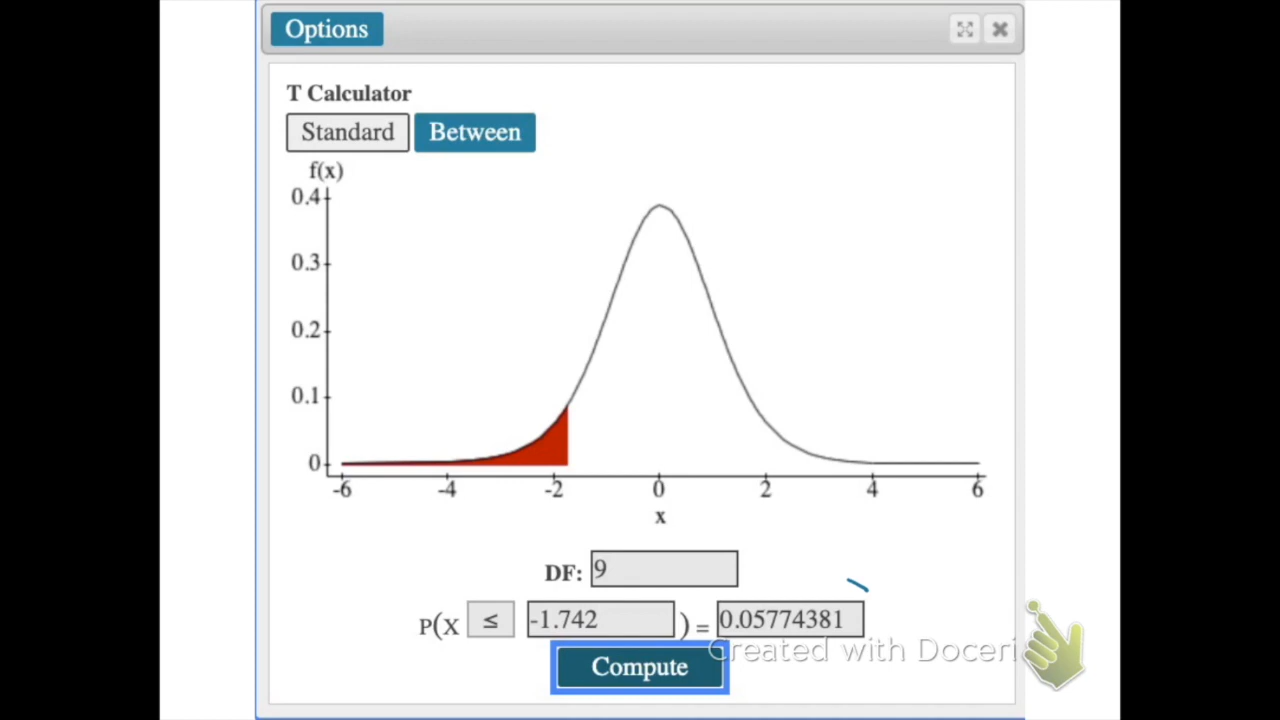 Options
T Calculator
Standard Between
f(x)
0.4
0.3
0.2
0.1
0
-6 -4 -2 0 2 4 6
x
DF: 9
P(X ≤ -1.742 ) = 0.05774381
Created with Doceri
Compute